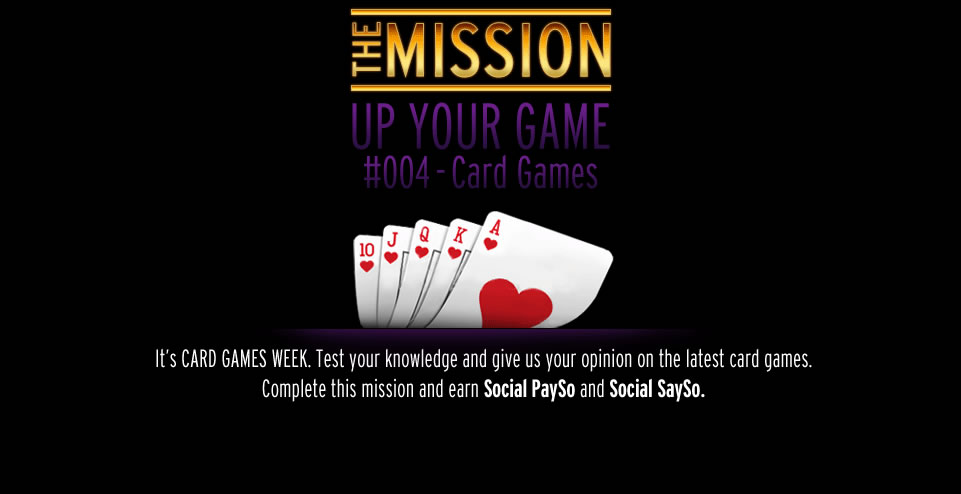 THE MISSION
UP YOUR GAME
#004 - Card Games
10 J Q K A
It's CARD GAMES WEEK. Test your knowledge and give us your opinion on the latest card games.
Complete this mission and earn Social PaySo and Social SaySo.